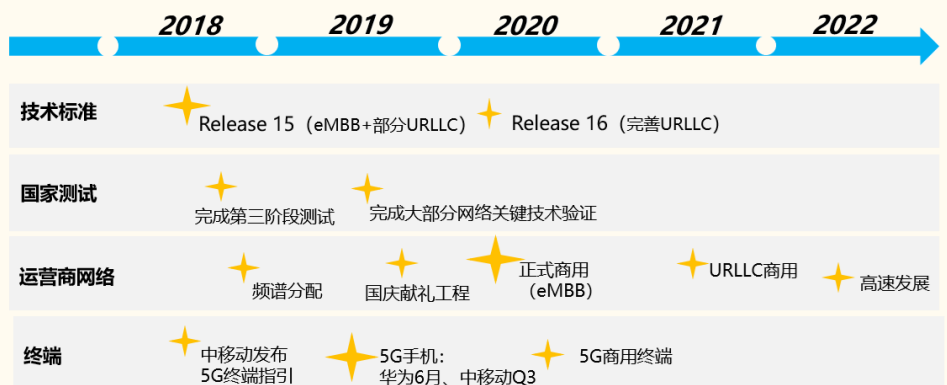 2018 2019 2020 2021 2022
技术标准
Release 15（eMBB+部分URLLC） Release 16（完善URLLC）
国家测试
完成第三阶段测试 完成大部分网络关键技术验证
运营商网络
频谱分配 国庆献礼工程 正式商用 URLLC商用 高速发展
（eMBB）
终端
中移动发布 5G手机： 5G商用终端
5G终端指引 华为6月、中移动Q3